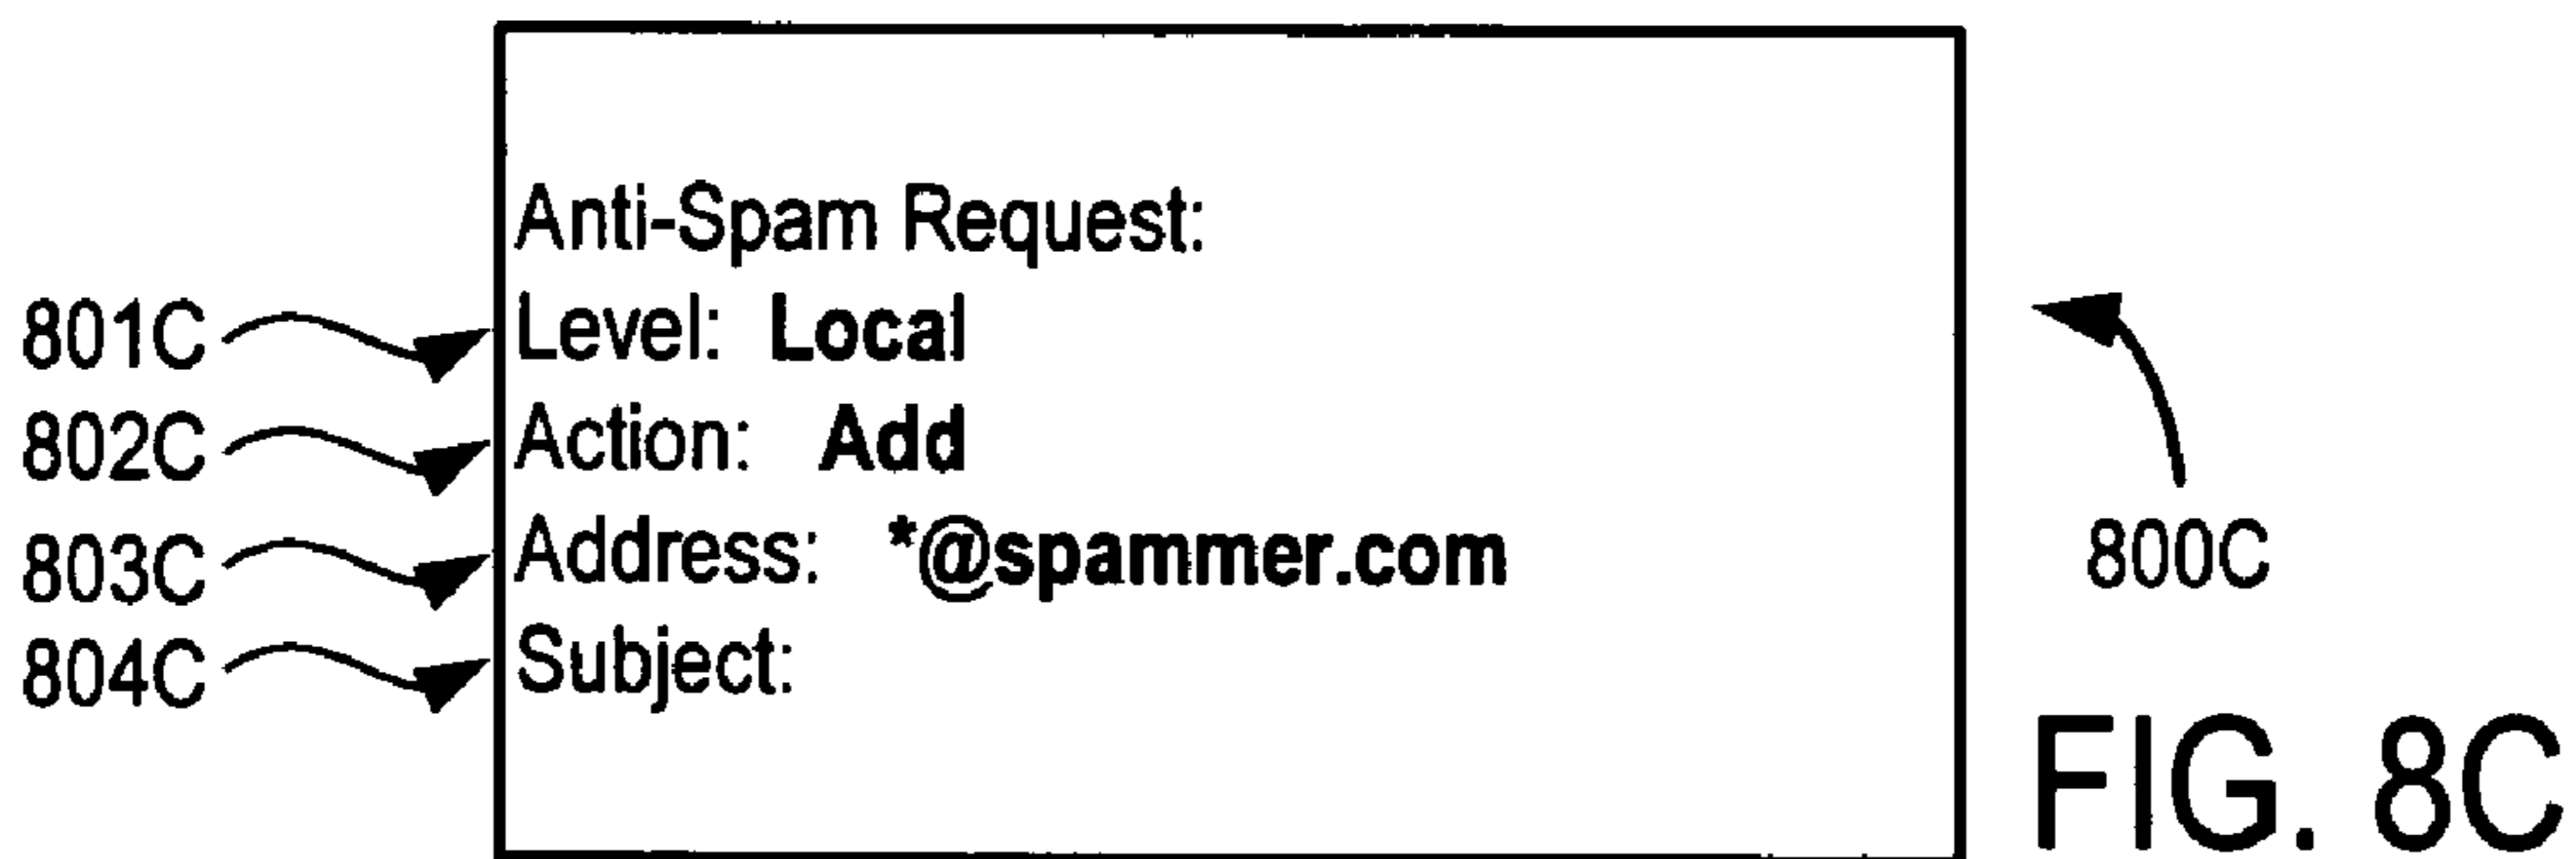 Anti-Spam Request:
801C Level: Local
802C Action: Add
803C Address: *@spammer.com
800C
804C Subject:
FIG. 8C